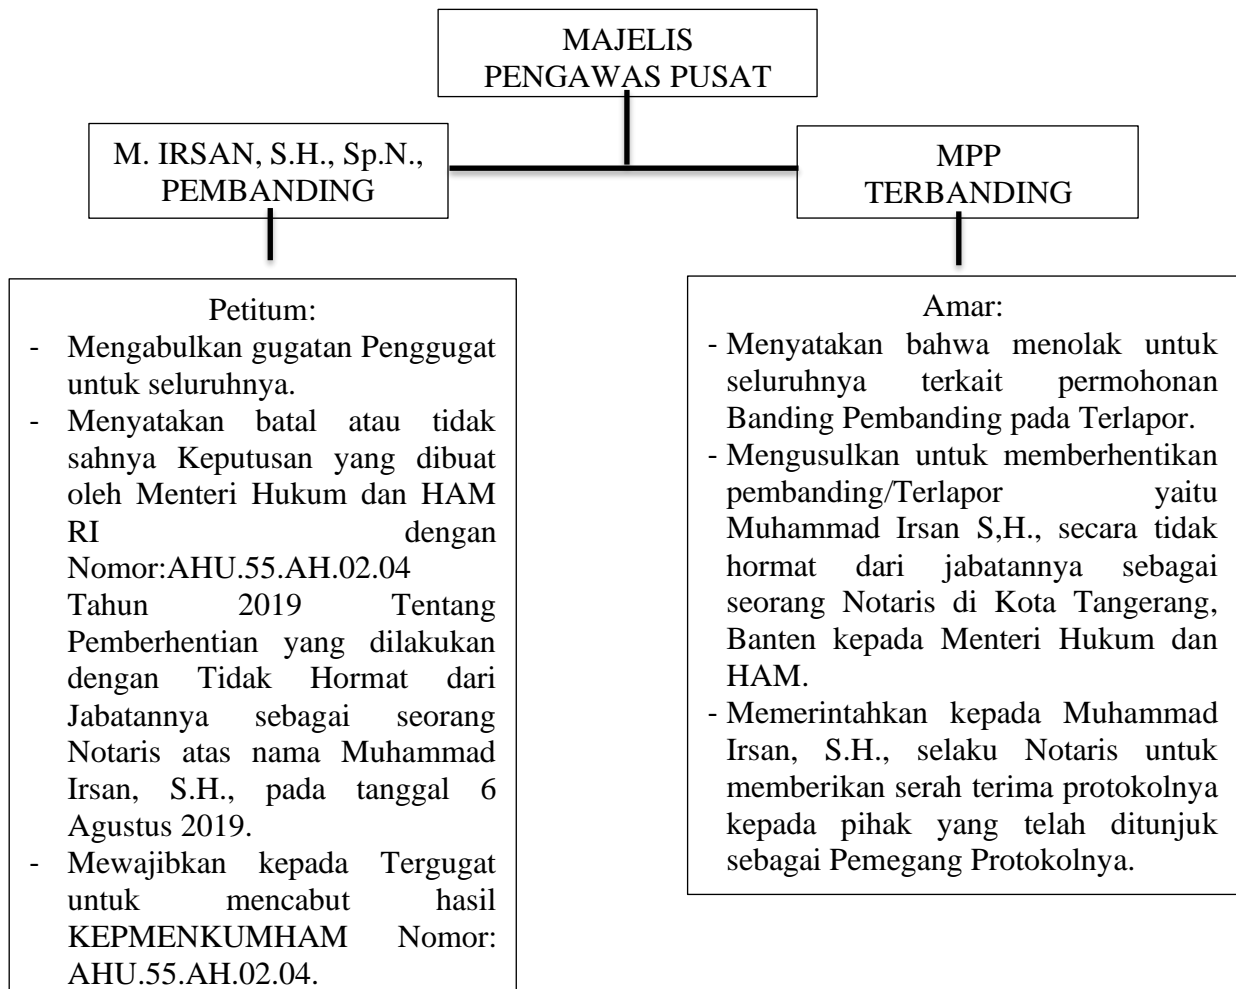 MAJELIS
PENGAWAS PUSAT
M. IRSAN, S.H., Sp.N.,
PEMBANDING
MPP
TERBANDING
Petitum:
- Mengabulkan gugatan Penggugat
untuk seluruhnya.
- Menyatakan batal atau tidak
sahnya Keputusan yang dibuat
oleh Menteri Hukum dan HAM
RI dengan
Nomor:AHU.55.AH.02.04
Tahun 2019 Tentang
Pemberhentian yang dilakukan
dengan Tidak Hormat dari
Jabatannya sebagai seorang
Notaris atas nama Muhammad
Irsan, S.H., pada tanggal 6
Agustus 2019.
- Mewajibkan kepada Tergugat
untuk mencabut hasil
KEPMENKUMHAM Nomor:
AHU.55.AH.02.04.
Amar:
- Menyatakan bahwa menolak untuk
seluruhnya terkait permohonan
Banding Pembanding pada Terlapor.
- Mengusulkan untuk memberhentikan
pembanding/Terlapor yaitu
Muhammad Irsan S,H., secara tidak
hormat dari jabatannya sebagai
seorang Notaris di Kota Tangerang,
Banten kepada Menteri Hukum dan
HAM.
- Memerintahkan kepada Muhammad
Irsan, S.H., selaku Notaris untuk
memberikan serah terima protokolnya
kepada pihak yang telah ditunjuk
sebagai Pemegang Protokolnya.